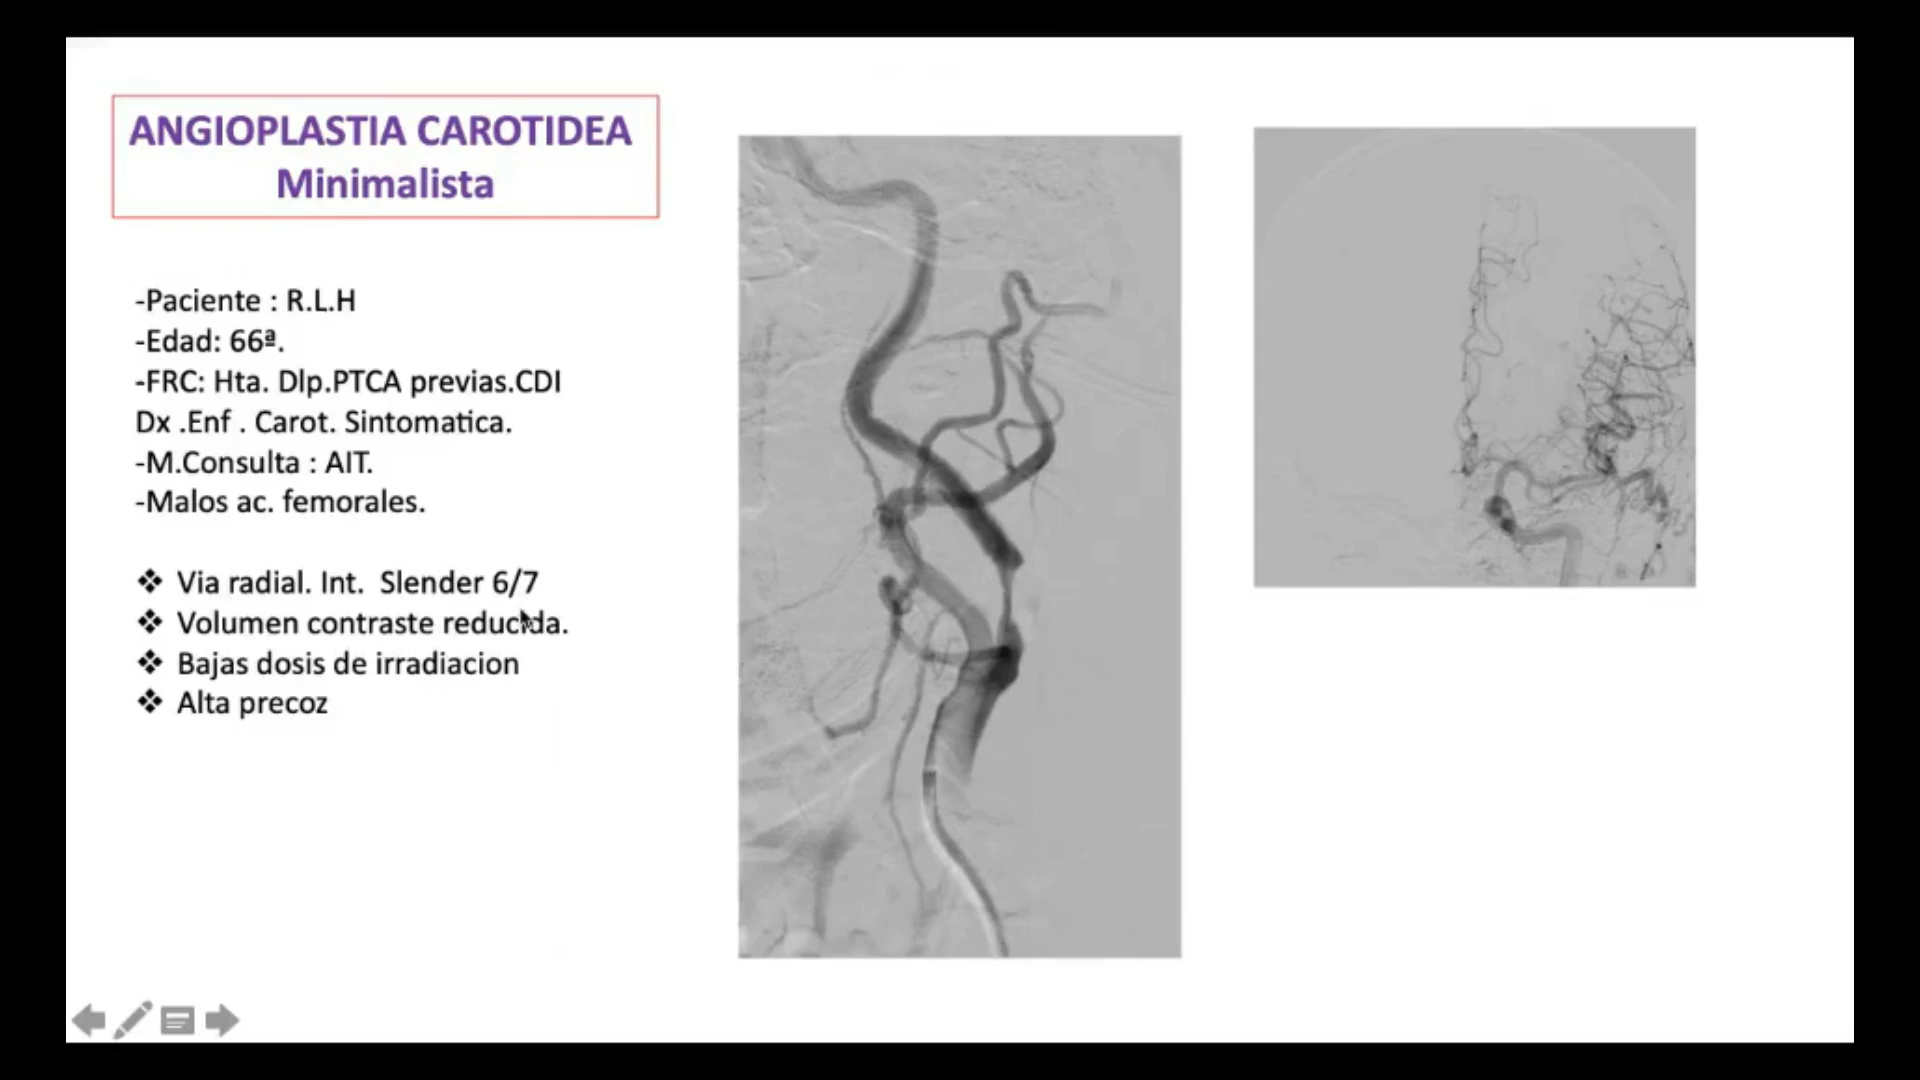 ANGIOPLASTIA CAROTIDEA
Minimalista
-Paciente : R.L.H
-Edad: 66ª.
-FRC: Hta. Dlp.PTCA previas.CDI
Dx .Enf . Carot. Sintomatica.
-M.Consulta : AIT.
-Malos ac. femorales.
❖ Via radial. Int. Slender 6/7
❖ Volumen contraste reducida.
❖ Bajas dosis de irradiacion
❖ Alta precoz